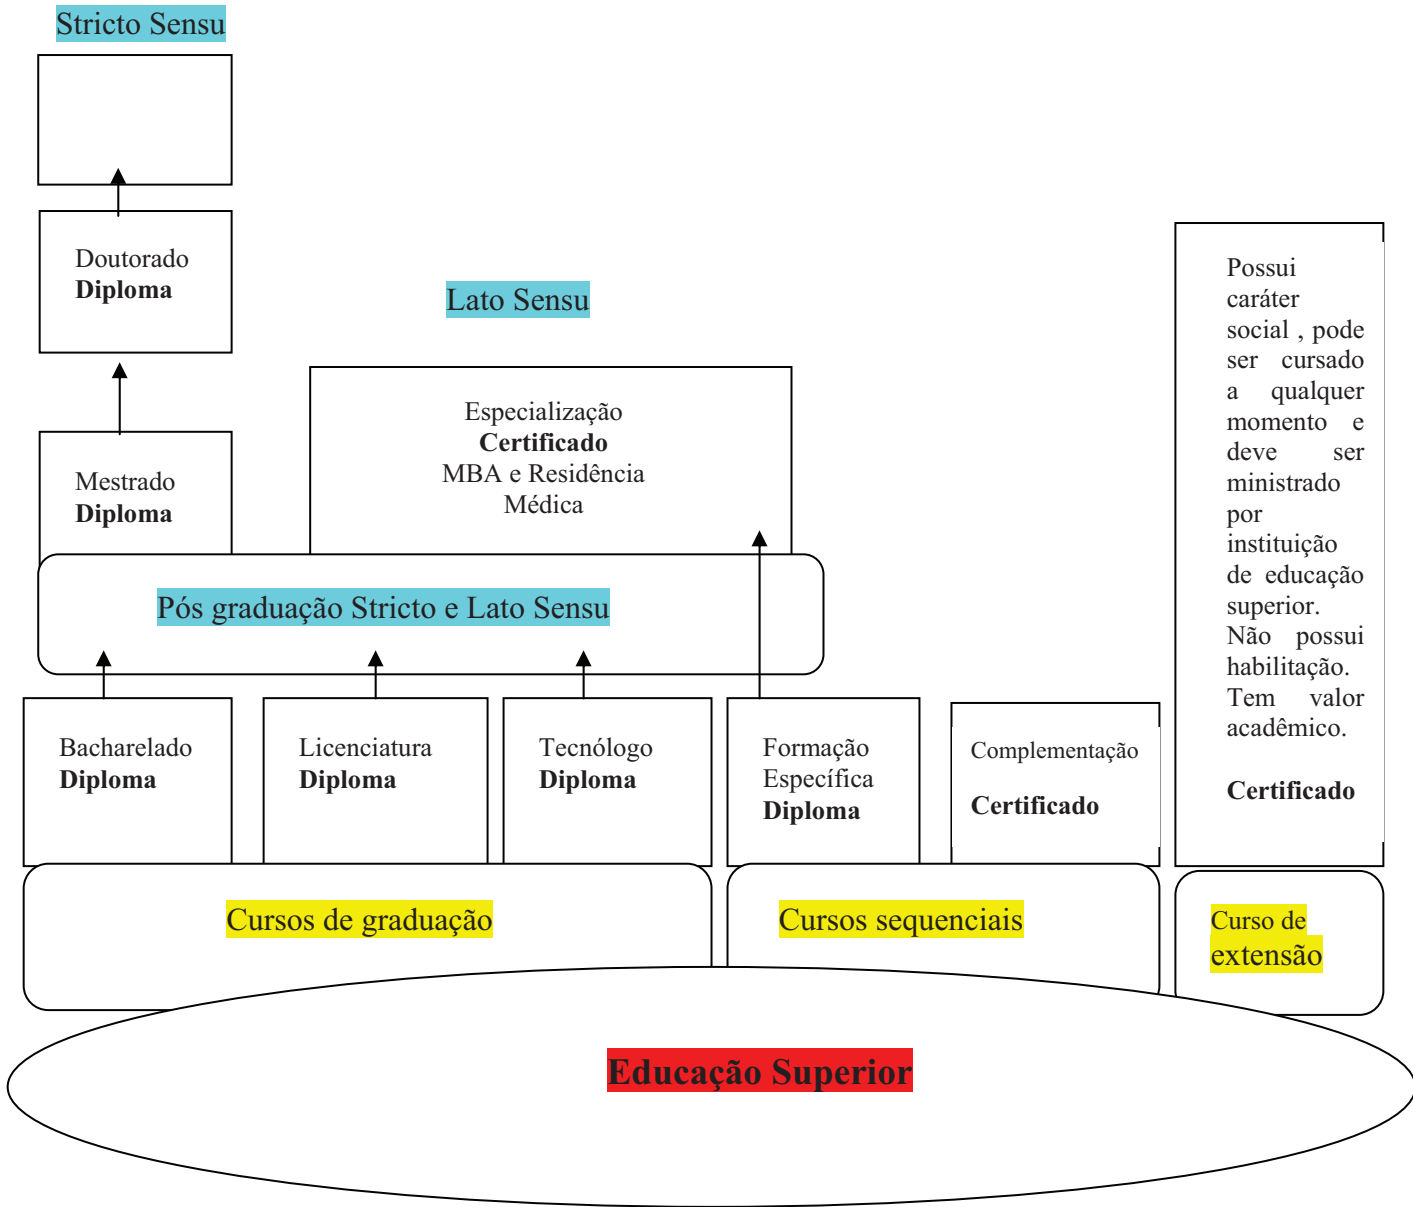 Stricto Sensu
Doutorado
Diploma
Lato Sensu
Especialização
Certificado
MBA e Residência
Médica
Mestrado
Diploma
Pós graduação Stricto e Lato Sensu
Bacharelado
Diploma
Licenciatura
Diploma
Tecnólogo
Diploma
Formação
Específica
Diploma
Complementação
Certificado
Possui
caráter
social , pode
ser cursado
a qualquer
momento e
deve ser
ministrado
por
instituição
de educação
superior.
Não possui
habilitação.
Tem valor
acadêmico.
Certificado
Cursos de graduação
Cursos sequenciais
Curso de
extensão
Educação Superior